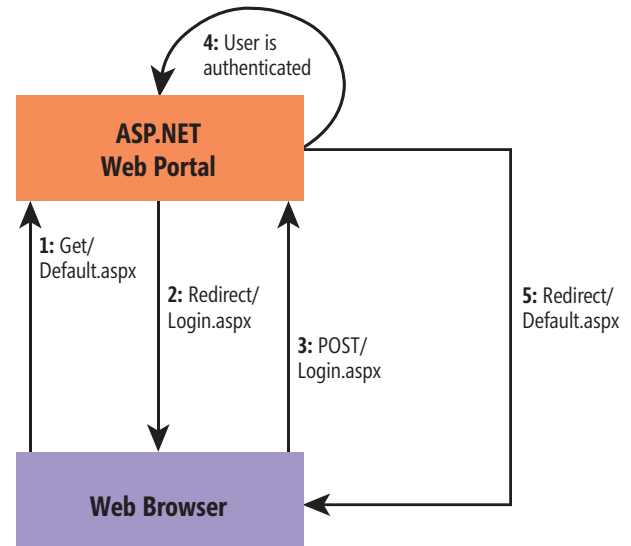 4: User is
authenticated
ASP.NET
Web Portal
1: Get/
Default.aspx
2: Redirect/
Login.aspx
3: POST/
Login.aspx
5: Redirect/
Default.aspx
Web Browser